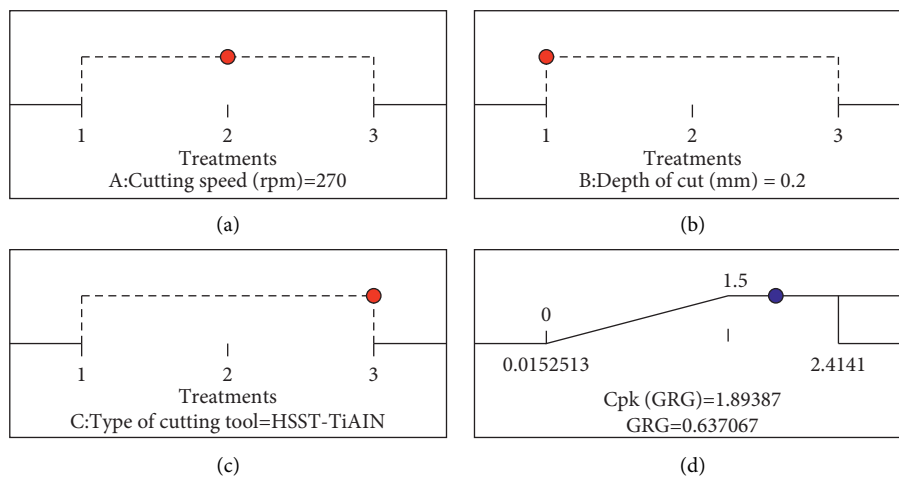 1 2 3
Treatments
A:Cutting speed (rpm)=270
(a)
1 2 3
Treatments
B:Depth of cut (mm) = 0.2
(b)
1 2 3
Treatments
C:Type of cutting tool=HSST-TiAIN
(c)
1.5
0
0.0152513 2.4141
Cpk (GRG)=1.89387
GRG=0.637067
(d)